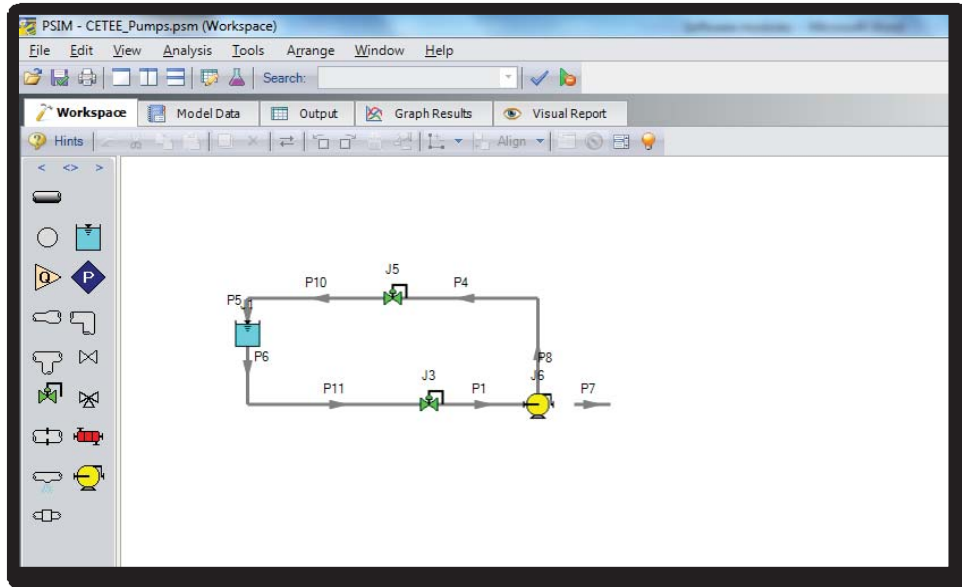 PSIM - CETEE_Pumps.psm (Workspace)
File Edit View Analysis Tools Arrange Window Help
Search:
Workspace Model Data Output Graph Results Visual Report
Hints Align
< <> >
Q P
J5
P10 P4
P5 J1
P6 P8
J3 J6
P11 P1 P7